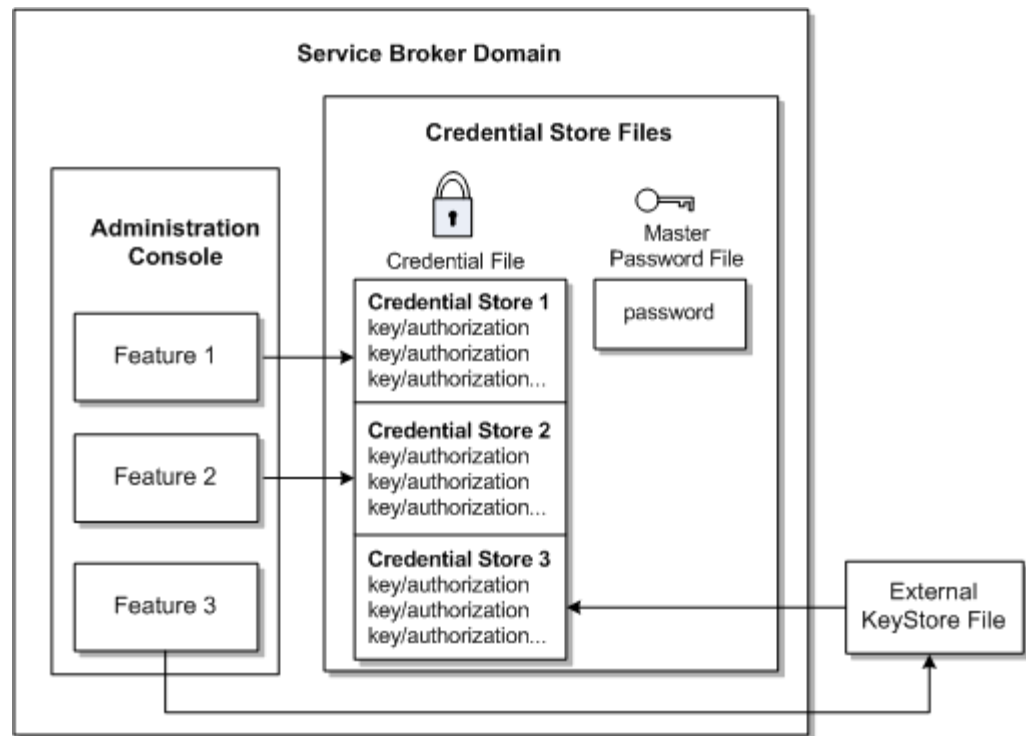 Service Broker Domain
Credential Store Files
Administration
Console
Feature 1
Feature 2
Feature 3
Credential File
Master
Password File
password
Credential Store 1
key/authorization
key/authorization
key/authorization...
Credential Store 2
key/authorization
key/authorization
key/authorization...
Credential Store 3
key/authorization
key/authorization
key/authorization...
External
KeyStore File